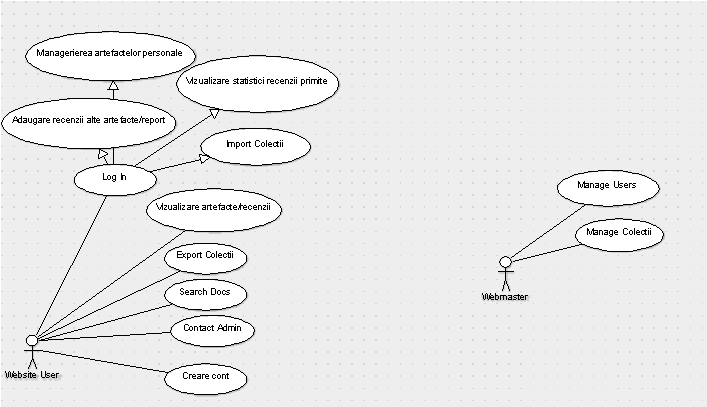 Managerierea artefactelor personale
Vizualizare statistici recenzii primite
Adaugare recenzii alte artefacte/report
Import Colectii
Log In
Manage Users
Vizualizare artefacte/recenzii
Manage Colectii
Export Colectii
Search Docs
Webmaster
Contact Admin
Website User
Creare cont